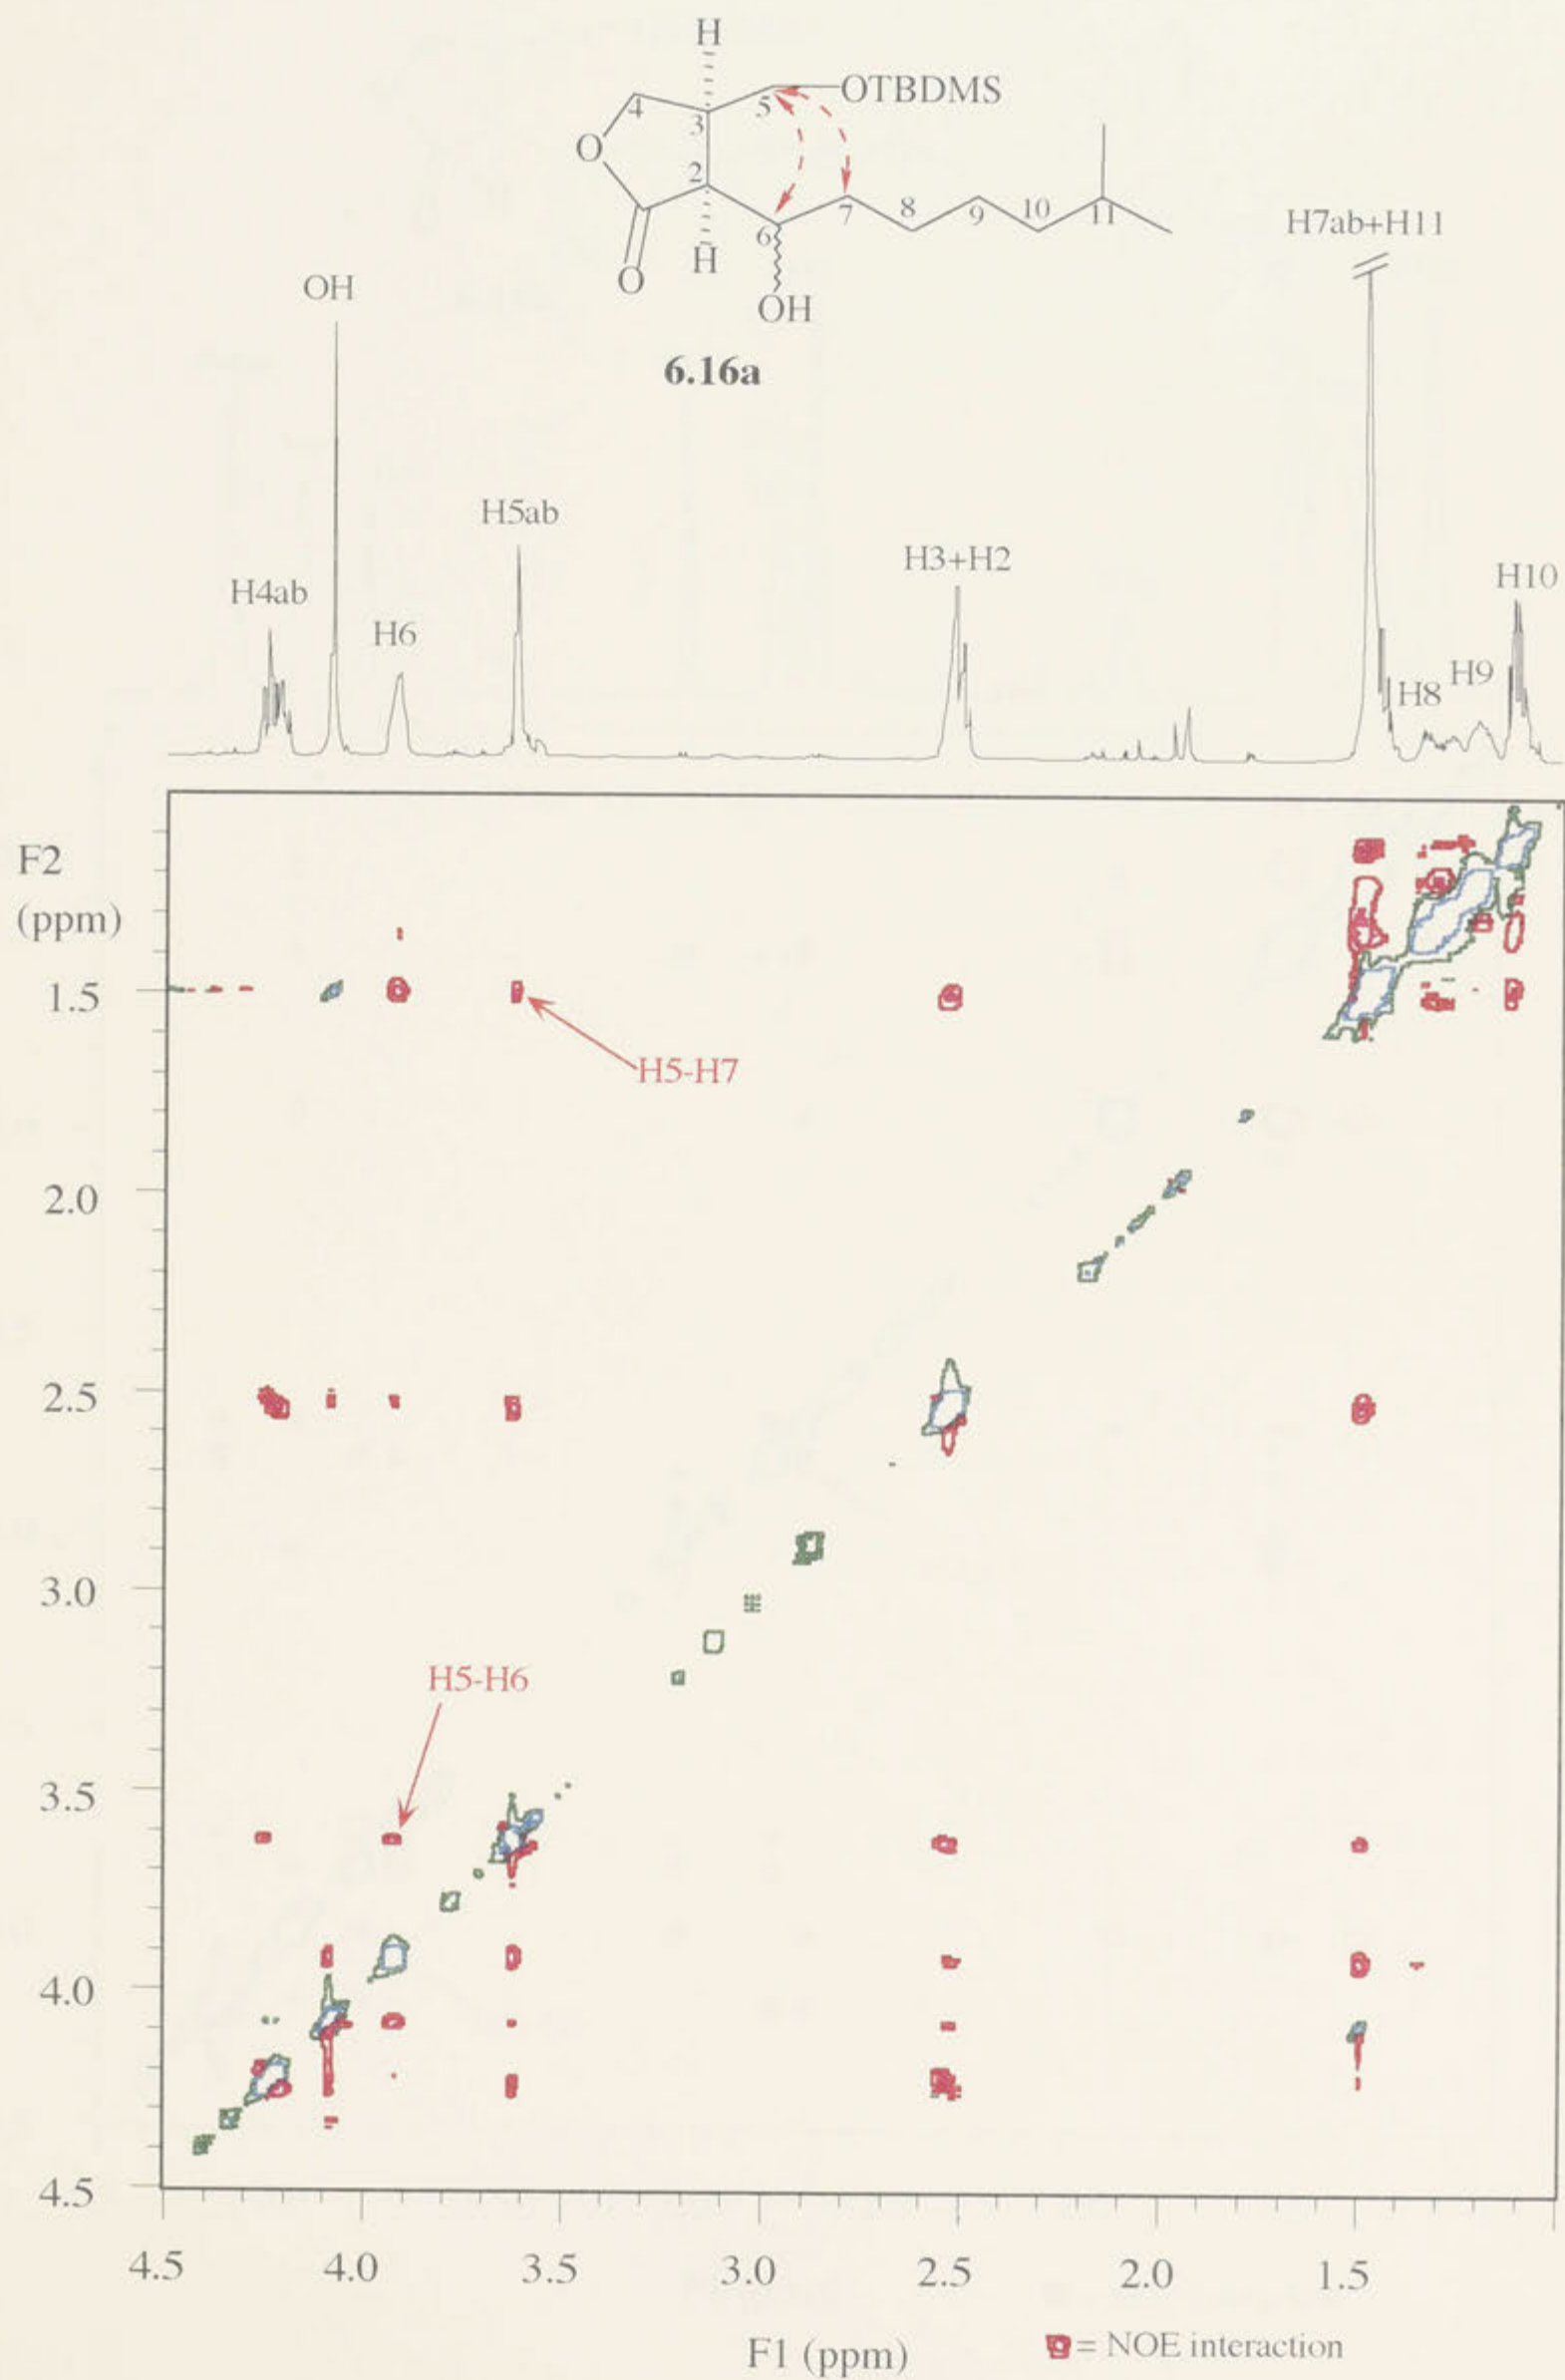 H
4
3
5
OTBDMS
O
2
6
7
8
9
10
11
H
O
OH
6.16a
H7ab+H11
OH
H5ab
H3+H2
H4ab
H6
H10
H9
H8
F2
(ppm)
1.5
H5-H7
2.0
2.5
3.0
H5-H6
3.5
4.0
4.5
4.5
4.0
3.5
3.0
2.5
2.0
1.5
F1 (ppm)
= NOE interaction